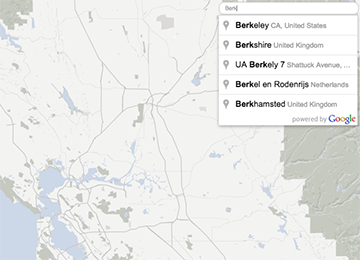 Berk
Berkeley CA, United States
Berkshire United Kingdom
UA Berkely 7 Shattuck Avenue, ...
Berkel en Rodenrijs Netherlands
Berkhamsted United Kingdom
powered by Google